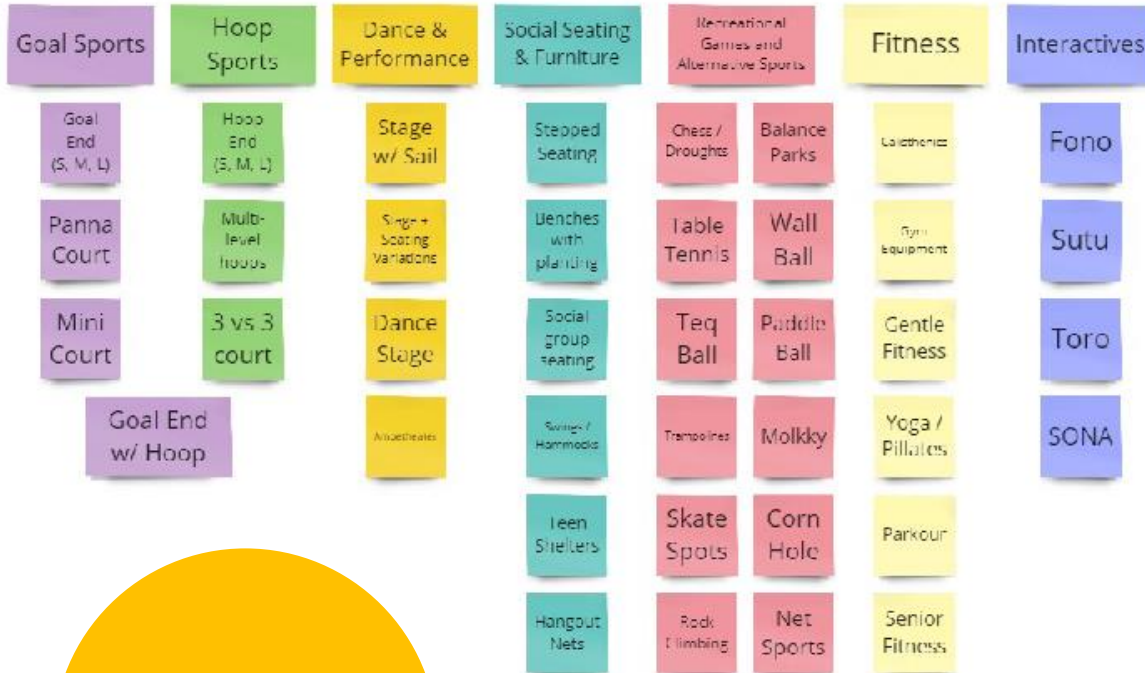 Goal Sports
Hoop
Sports
Dance &
Performance
Social Seating
& Furniture
Recreational
Games and
Alternative Sports
Fitness
Interactives
Goal
End
(S, M, L)
Panna
Court
Mini
Court
Goal End
w/ Hoop
Hoop
End
(S, M, L)
Multi-
level
hoops
3 vs 3
court
Stage
w/ Sail
Stage +
Seating
Variations
Dance
Stage
Stepped
Seating
Benches
with
planting
Social
group
seating
Swings /
Hammocks
Teen
Shelters
Hangout
Nets
Chess /
Droughts
Table
Tennis
Teq
Ball
Trampolines
Skate
Spots
Rock
Climbing
Balance
Parks
Wall
Ball
Paddle
Ball
Molkky
Corn
Hole
Net
Sports
Gym
Equipment
Gentle
Fitness
Yoga /
Pillates
Parkour
Senior
Fitness
Fono
Sutu
Toro
SONA